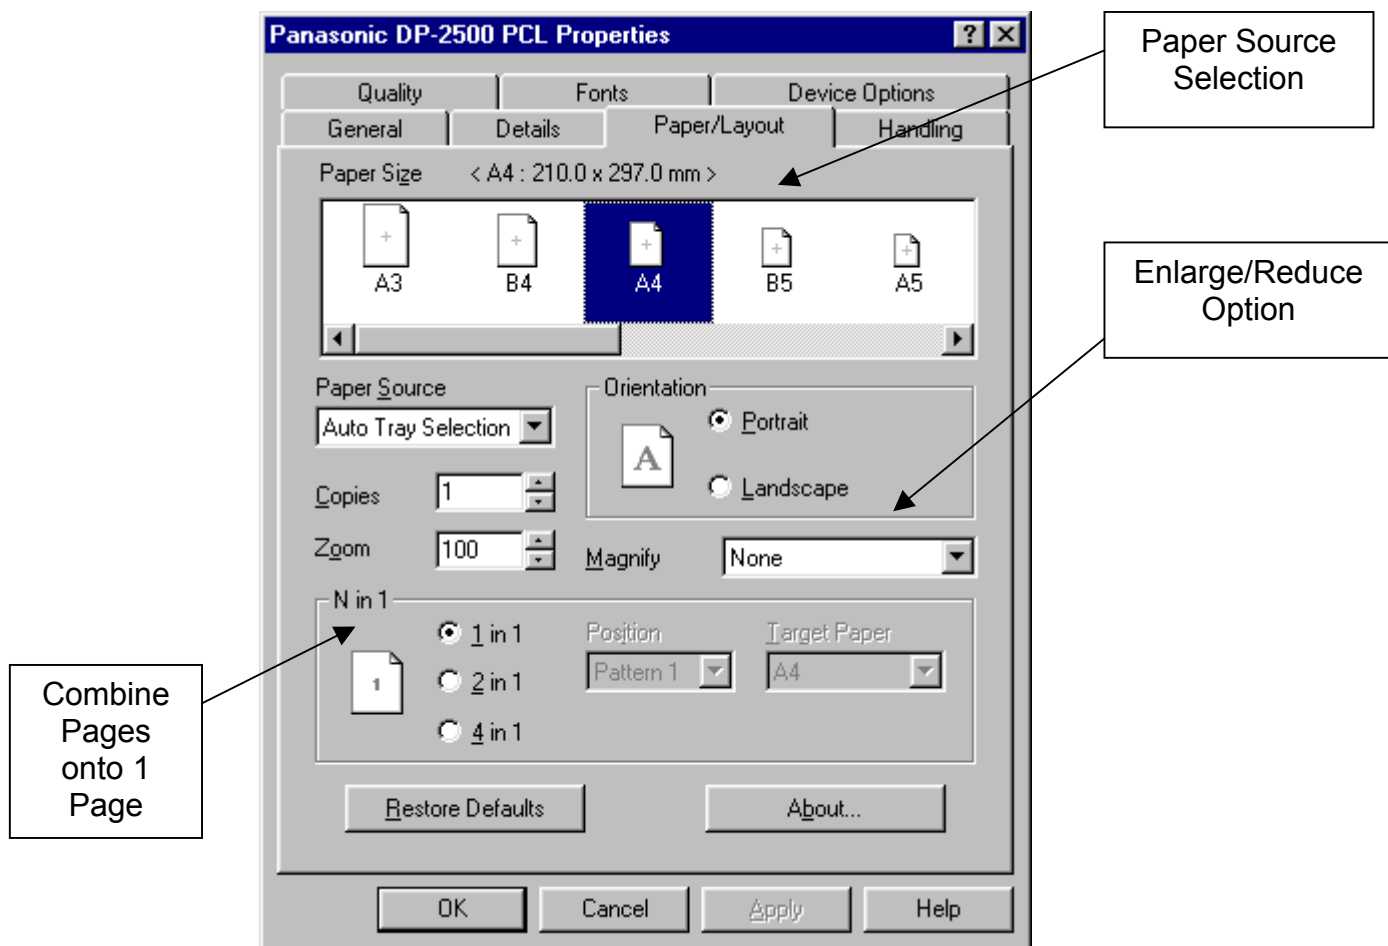 Panasonic DP-2500 PCL Properties
Paper Source
Selection
Quality Fonts Device Options
General Details Paper/Layout Handling
Paper Size < A4 : 210.0 x 297.0 mm >
A3 B4 A4 B5 A5
Enlarge/Reduce
Option
Paper Source
Auto Tray Selection
Orientation
A
Portrait
Landscape
Copies 1
Zoom 100
Magnify None
N in 1
1
1 in 1
2 in 1
4 in 1
Position
Pattern 1
Target Paper
A4
Combine
Pages
onto 1
Page
Restore Defaults About...
OK Cancel Apply Help